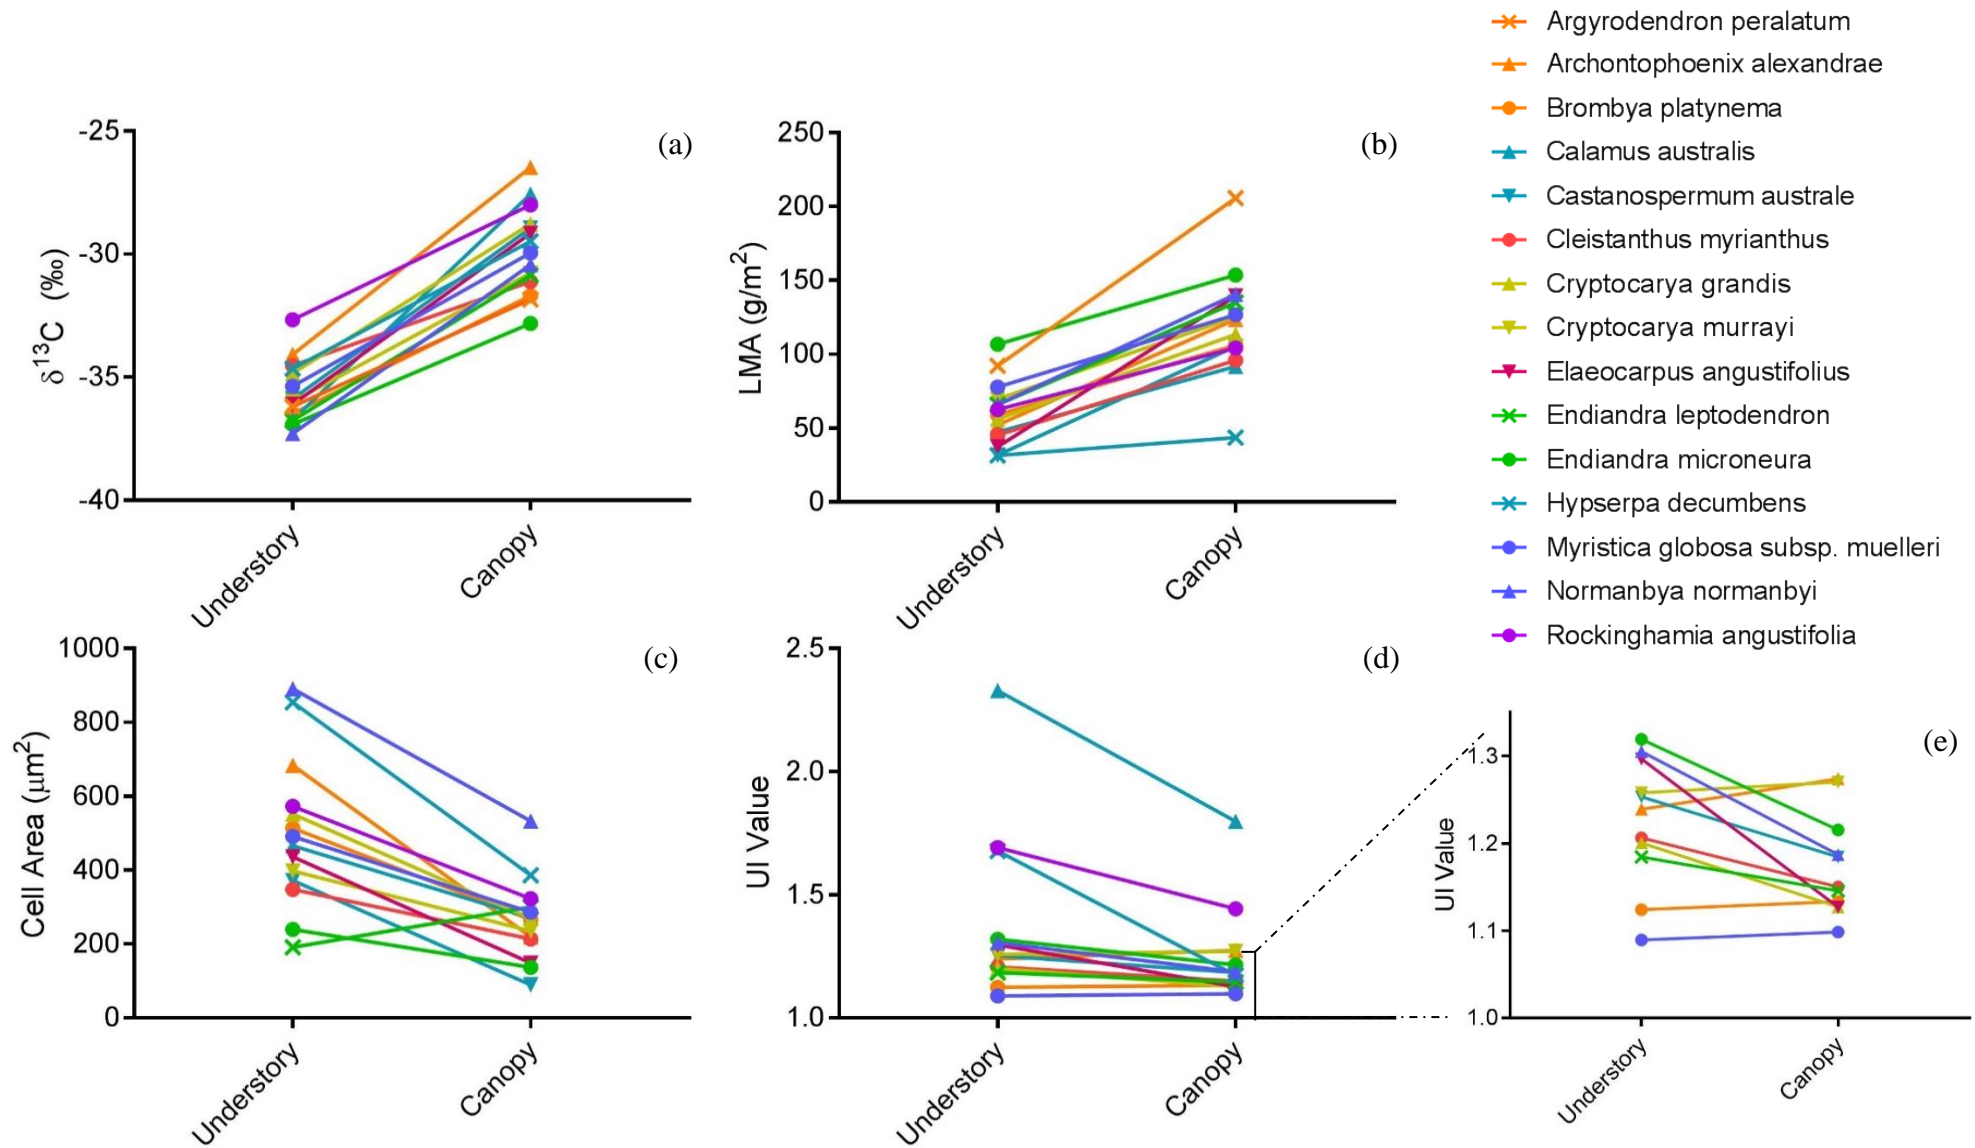 Argyrodendron peralatum
Archontophoenix alexandrae
Brombya platynema
Calamus australis
Castanospermum australe
Cleistanthus myrianthus
Cryptocarya grandis
Cryptocarya murrayi
Elaeocarpus angustifolius
Endiandra leptodendron
Endiandra microneura
Hypserpa decumbens
Myristica globosa subsp. muelleri
Normanbya normanbyi
Rockinghamia angustifolia
(a)
δ¹³C (‰)
-25
-30
-35
-40
Understory
Canopy
(b)
LMA (g/m²)
250
200
150
100
50
0
Understory
Canopy
(c)
Cell Area (μm²)
1000
800
600
400
200
0
Understory
Canopy
(d)
UI Value
2.5
2.0
1.5
1.0
Understory
Canopy
(e)
UI Value
1.3
1.2
1.1
1.0
Understory
Canopy